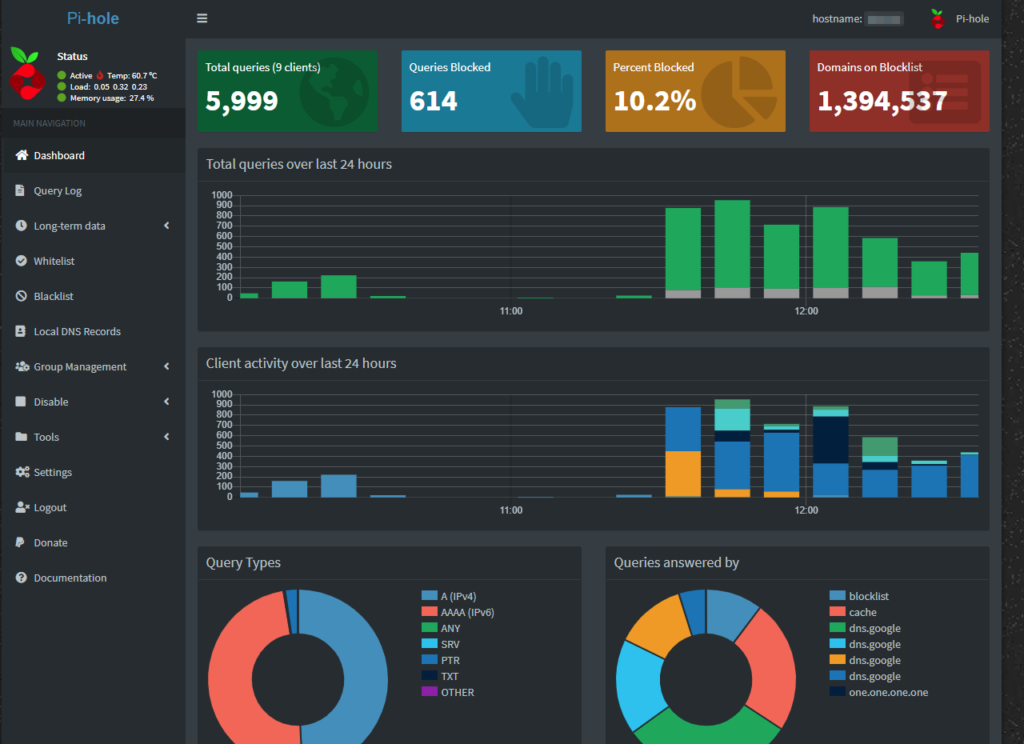 Pi-hole
hostname:
Pi-hole
Status
Active Temp: 60.7 ºC
Load: 0.05 0.32 0.23
Memory usage: 27.4 %
MAIN NAVIGATION
Dashboard
Query Log
Long-term data
Whitelist
Blacklist
Local DNS Records
Group Management
Disable
Tools
Settings
Logout
Donate
Documentation
Total queries (9 clients)
5,999
Queries Blocked
614
Percent Blocked
10.2%
Domains on Blocklist
1,394,537
Total queries over last 24 hours
1000
900
800
700
600
500
400
300
200
100
0
11:00
12:00
Client activity over last 24 hours
1000
900
800
700
600
500
400
300
200
100
0
11:00
12:00
Query Types
A (IPv4)
AAAA (IPv6)
ANY
SRV
PTR
TXT
OTHER
Queries answered by
blocklist
cache
dns.google
dns.google
dns.google
dns.google
one.one.one.one